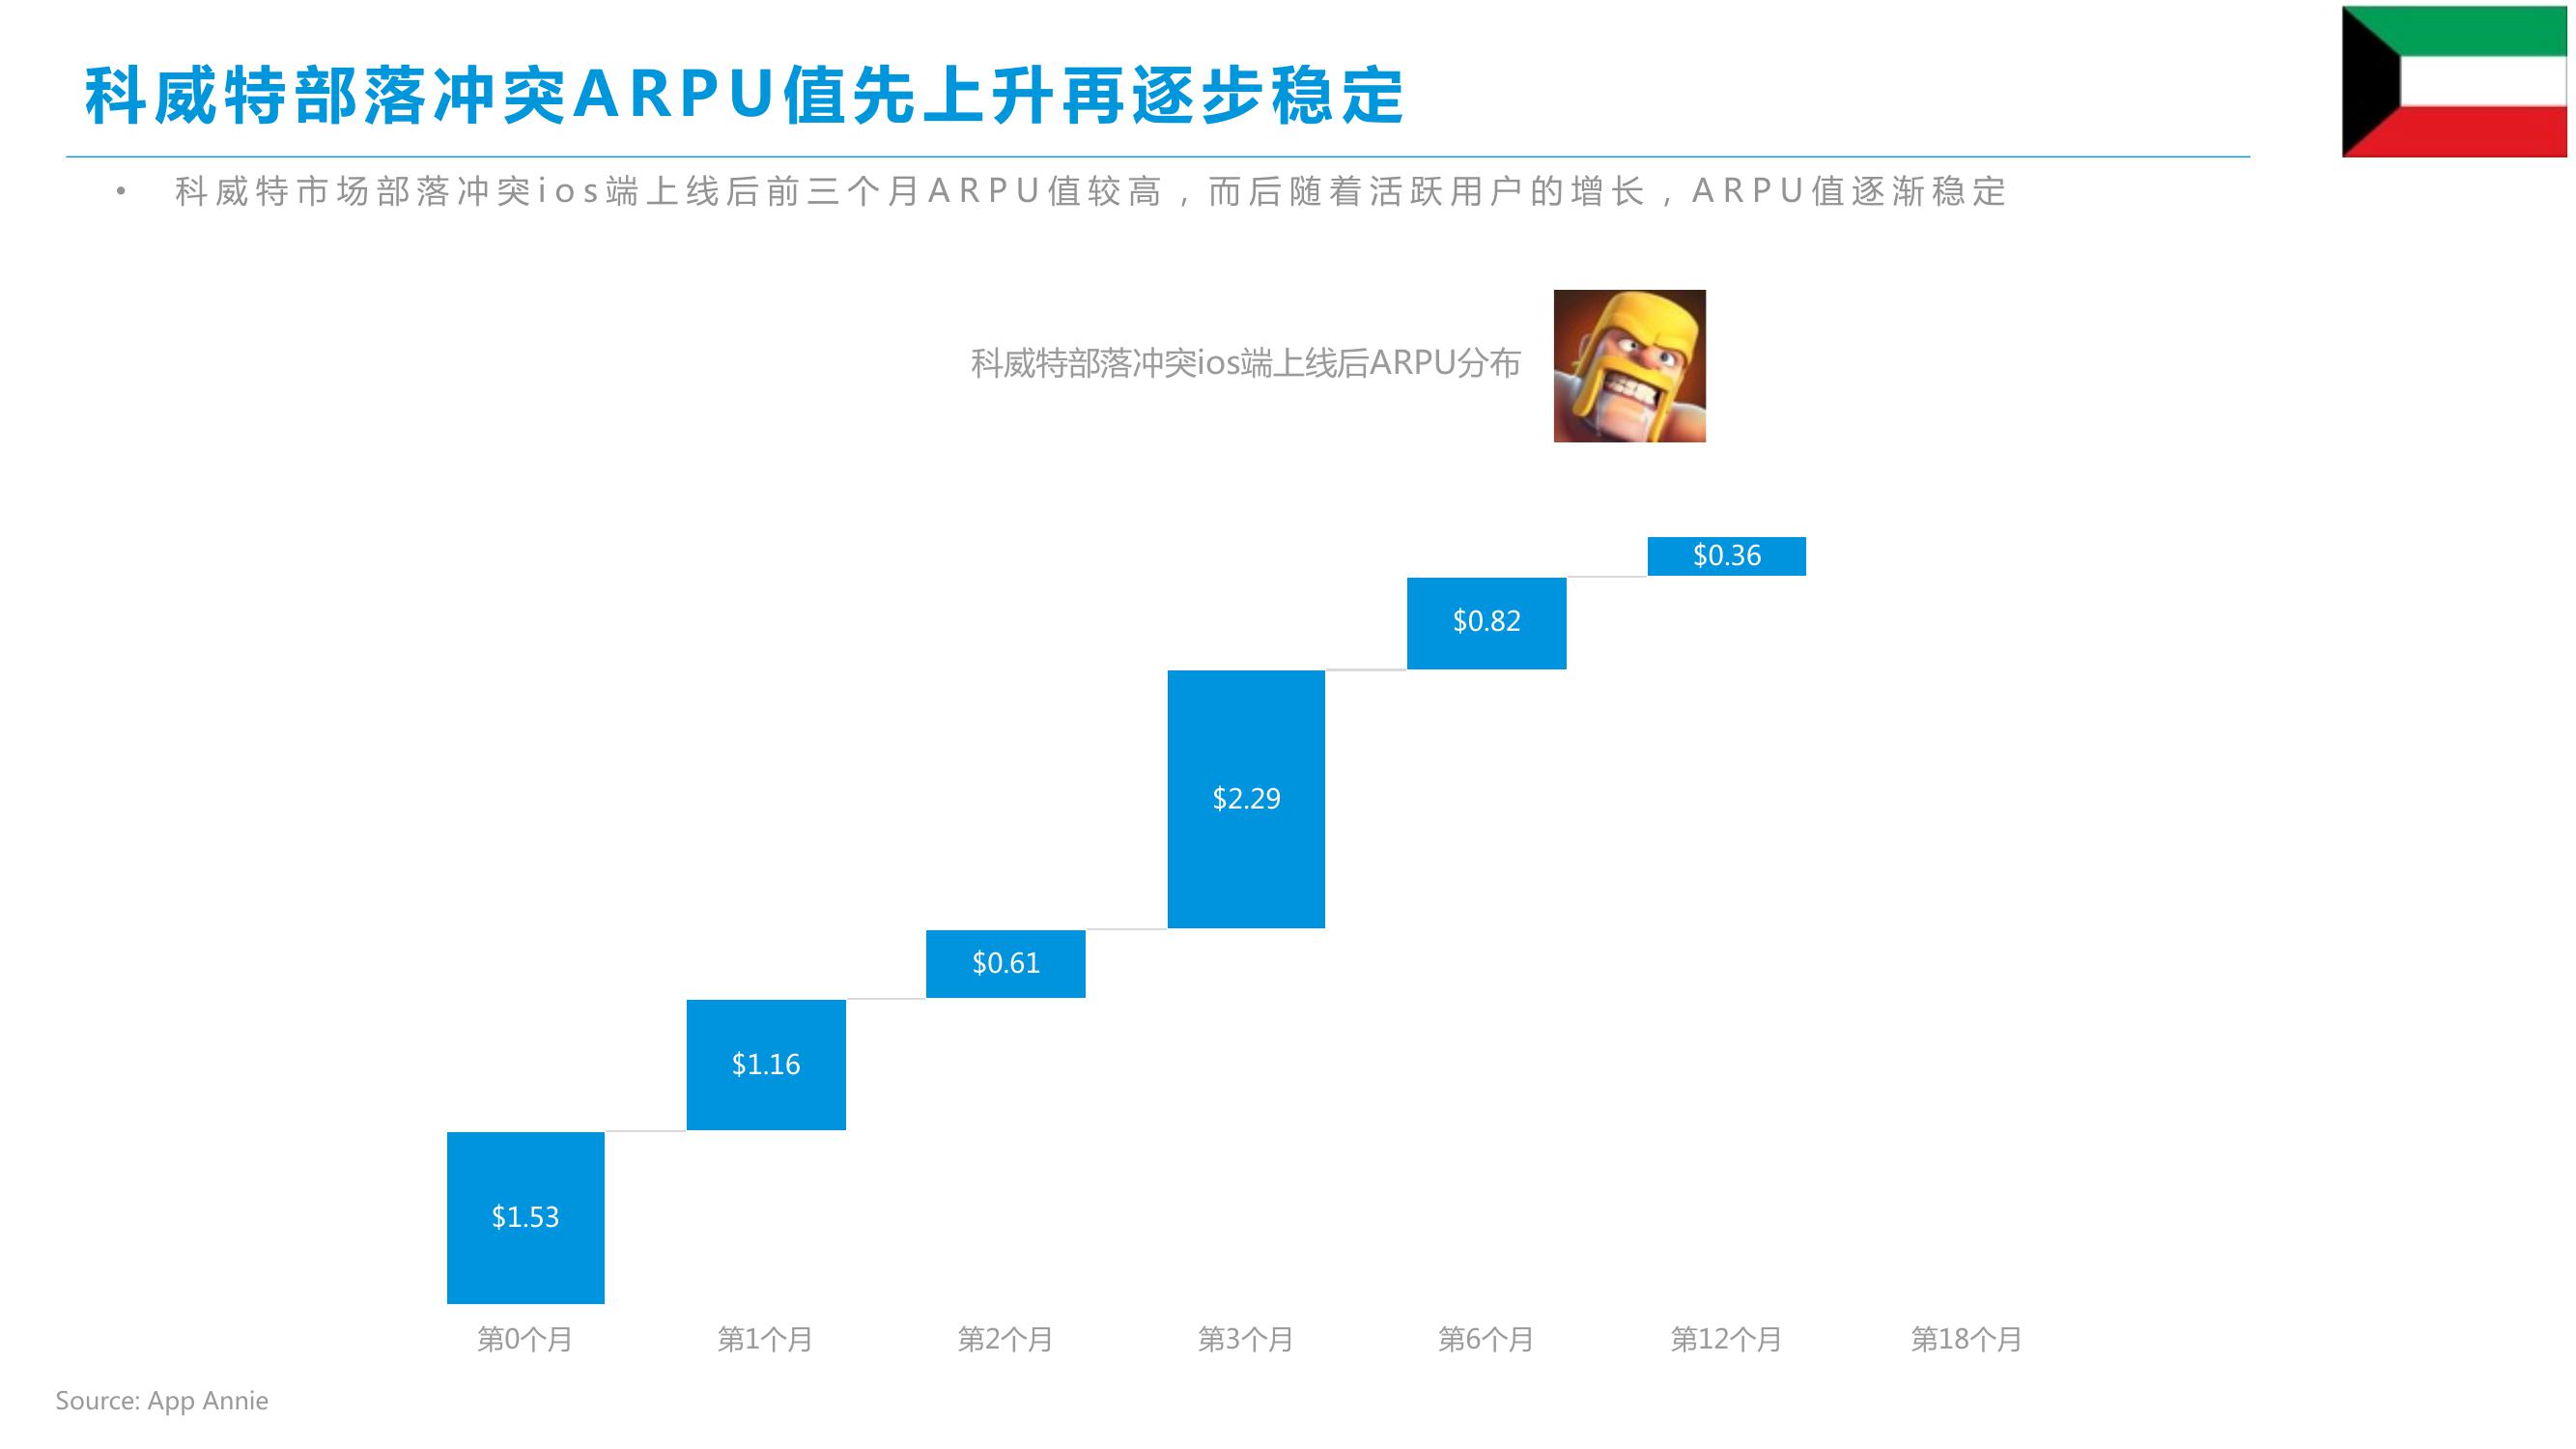 科威特部落冲突ARPU值先上升再逐步稳定
• 科威特市场部落冲突ios端上线后前三个月ARPU值较高，而后随着活跃用户的增长，ARPU值逐渐稳定
科威特部落冲突ios端上线后ARPU分布
$0.36
$0.82
$2.29
$0.61
$1.16
$1.53
第0个月 第1个月 第2个月 第3个月 第6个月 第12个月 第18个月
Source: App Annie